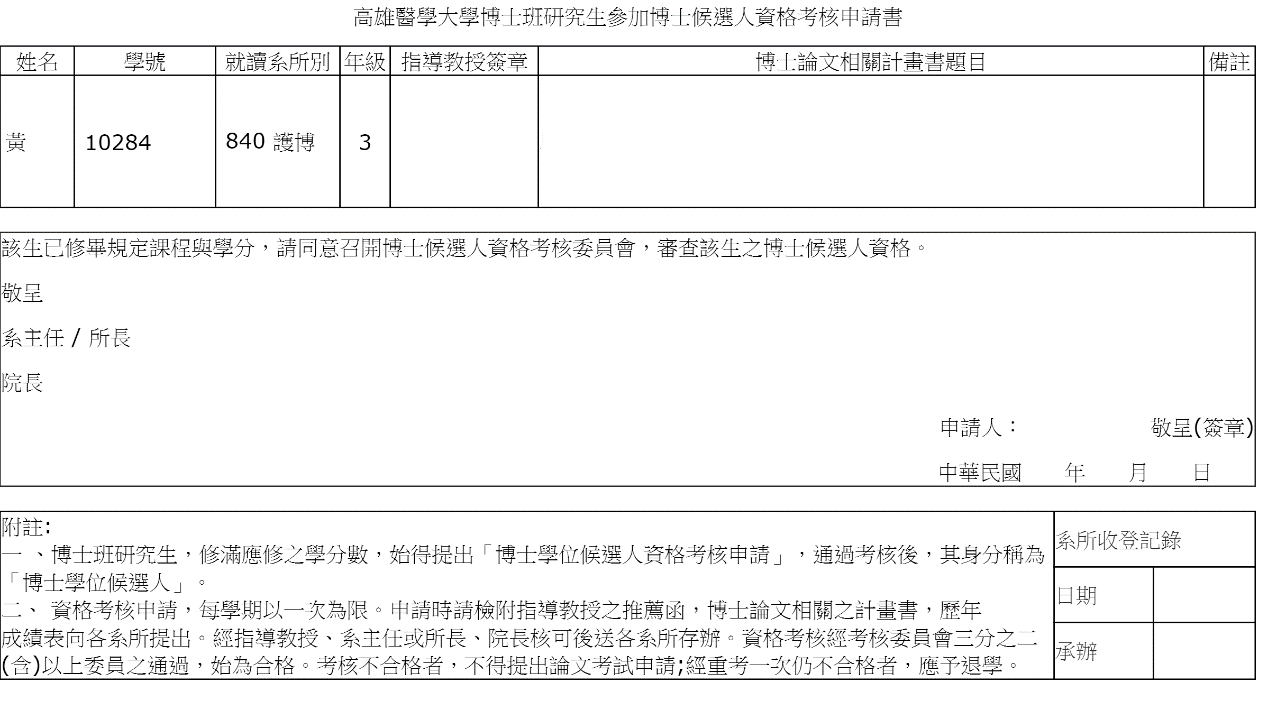 高雄醫學大學博士班研究生參加博士候選人資格考核申請書
姓名 學號 就讀系所別 年級 指導教授簽章 博士論文相關計畫書題目 備註
黃 10284 840 護博 3
該生已修畢規定課程與學分，請同意召開博士候選人資格考核委員會，審查該生之博士候選人資格。
敬呈
系主任 / 所長
院長
申請人： 敬呈(簽章)
中華民國 年 月 日
附註:
一 、博士班研究生，修滿應修之學分數，始得提出「博士學位候選人資格考核申請」，通過考核後，其身分稱為
「博士學位候選人」。
二、 資格考核申請，每學期以一次為限。申請時請檢附指導教授之推薦函，博士論文相關之計畫書，歷年
成績表向各系所提出。經指導教授、系主任或所長、院長核可後送各系所存辦。資格考核經考核委員會三分之二
(含)以上委員之通過，始為合格。考核不合格者，不得提出論文考試申請;經重考一次仍不合格者，應予退學。
系所收登記錄
日期
承辦